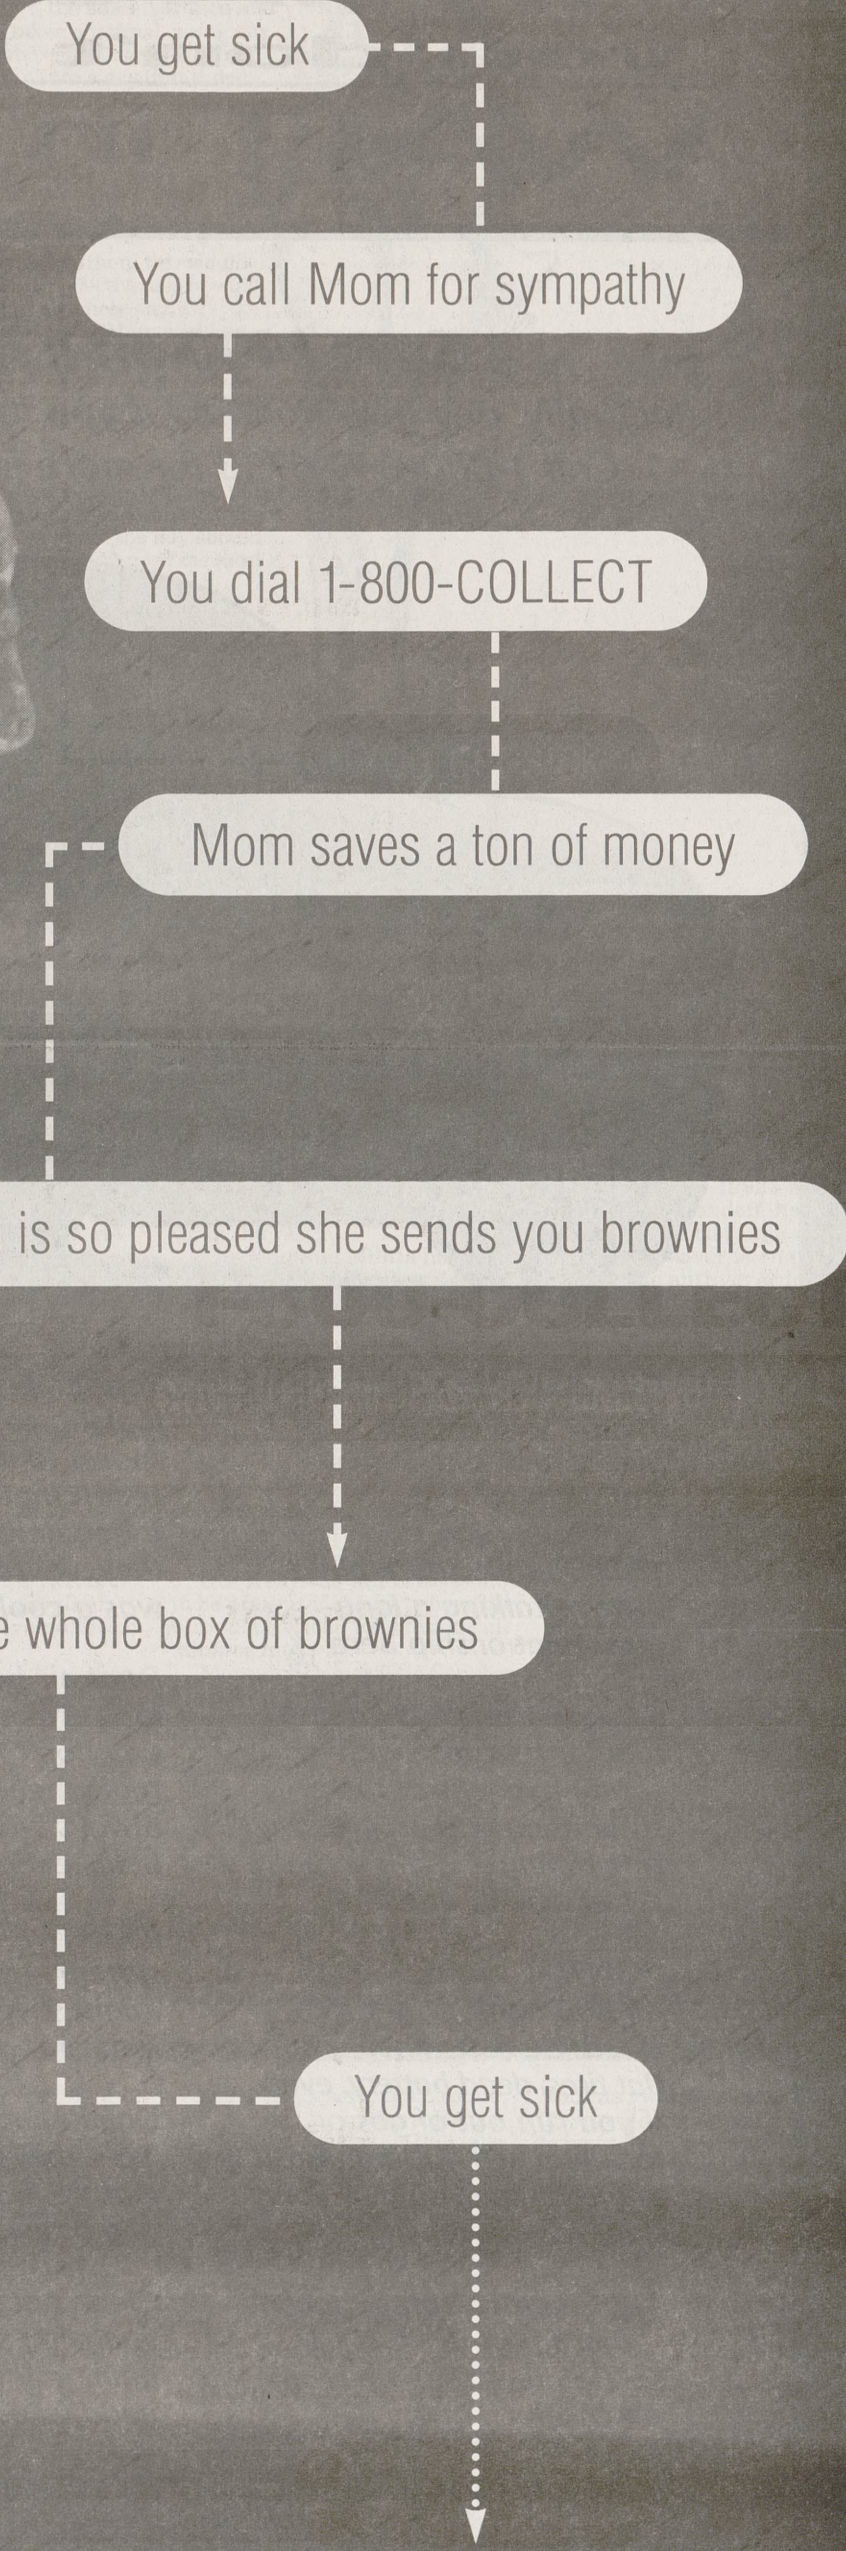 You get sick
You call Mom for sympathy
You dial 1-800-COLLECT
Mom saves a ton of money
is so pleased she sends you brownies
whole box of brownies
You get sick